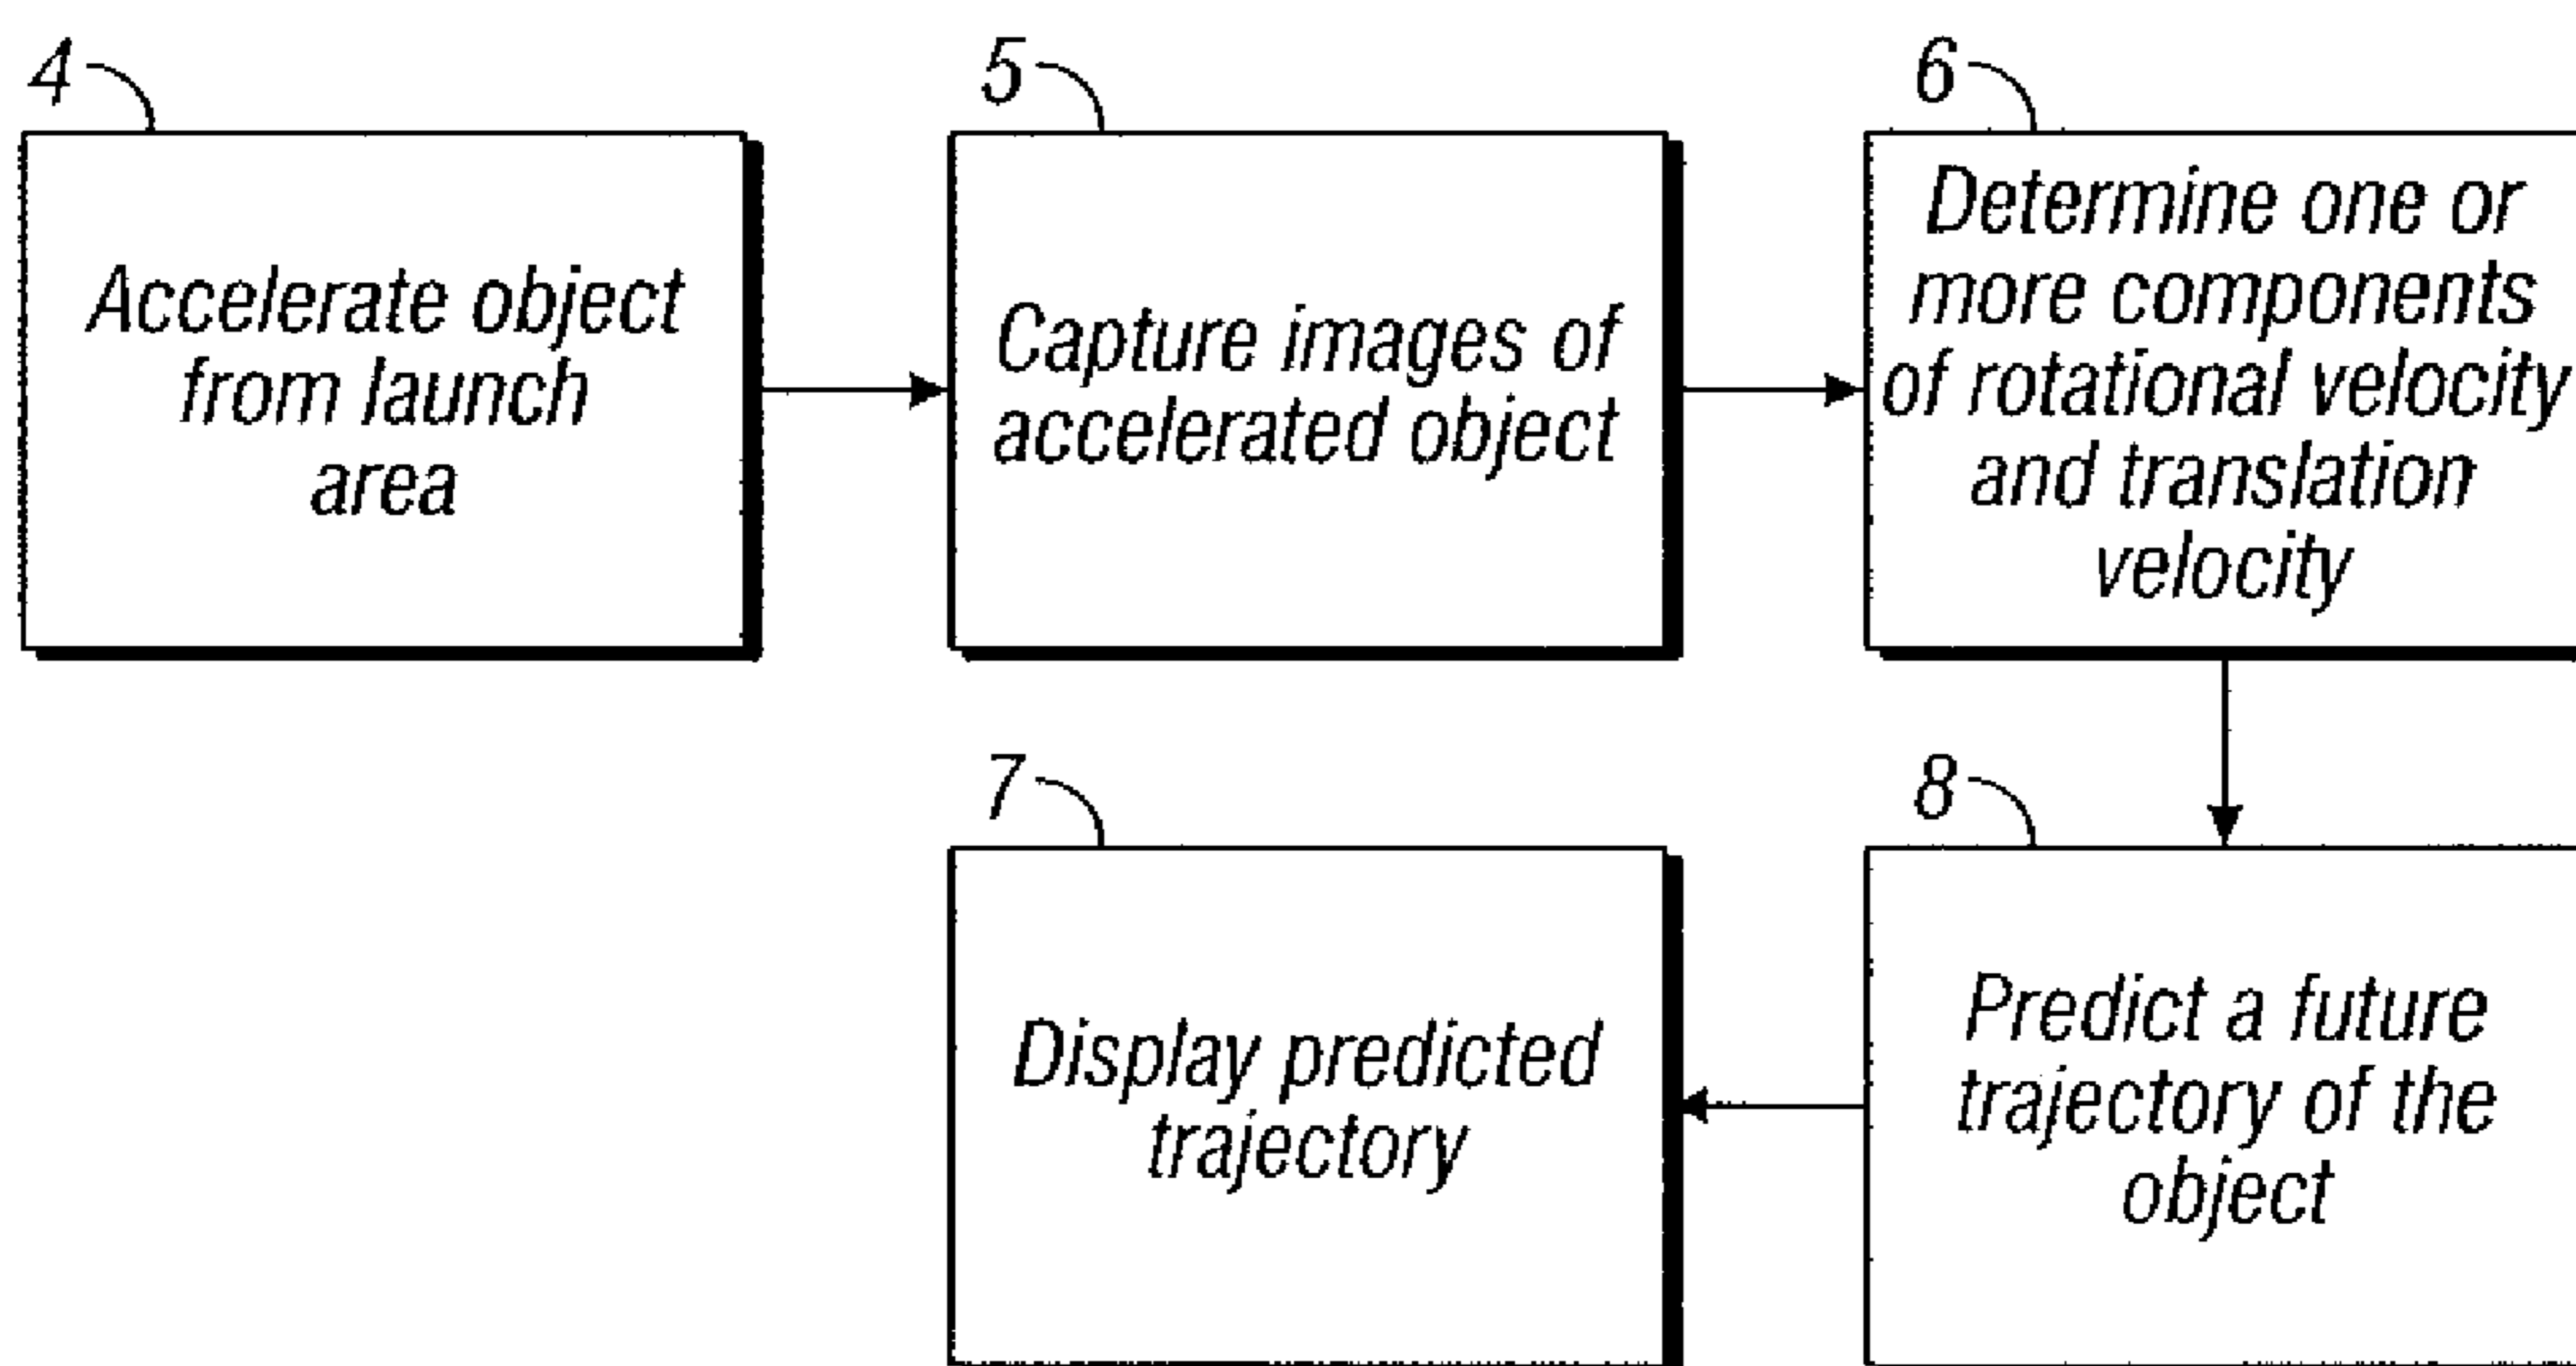 4
Accelerate object
from launch
area
5
Capture images of
accelerated object
6
Determine one or
more components
of rotational velocity
and translation
velocity
7
Display predicted
trajectory
8
Predict a future
trajectory of the
object